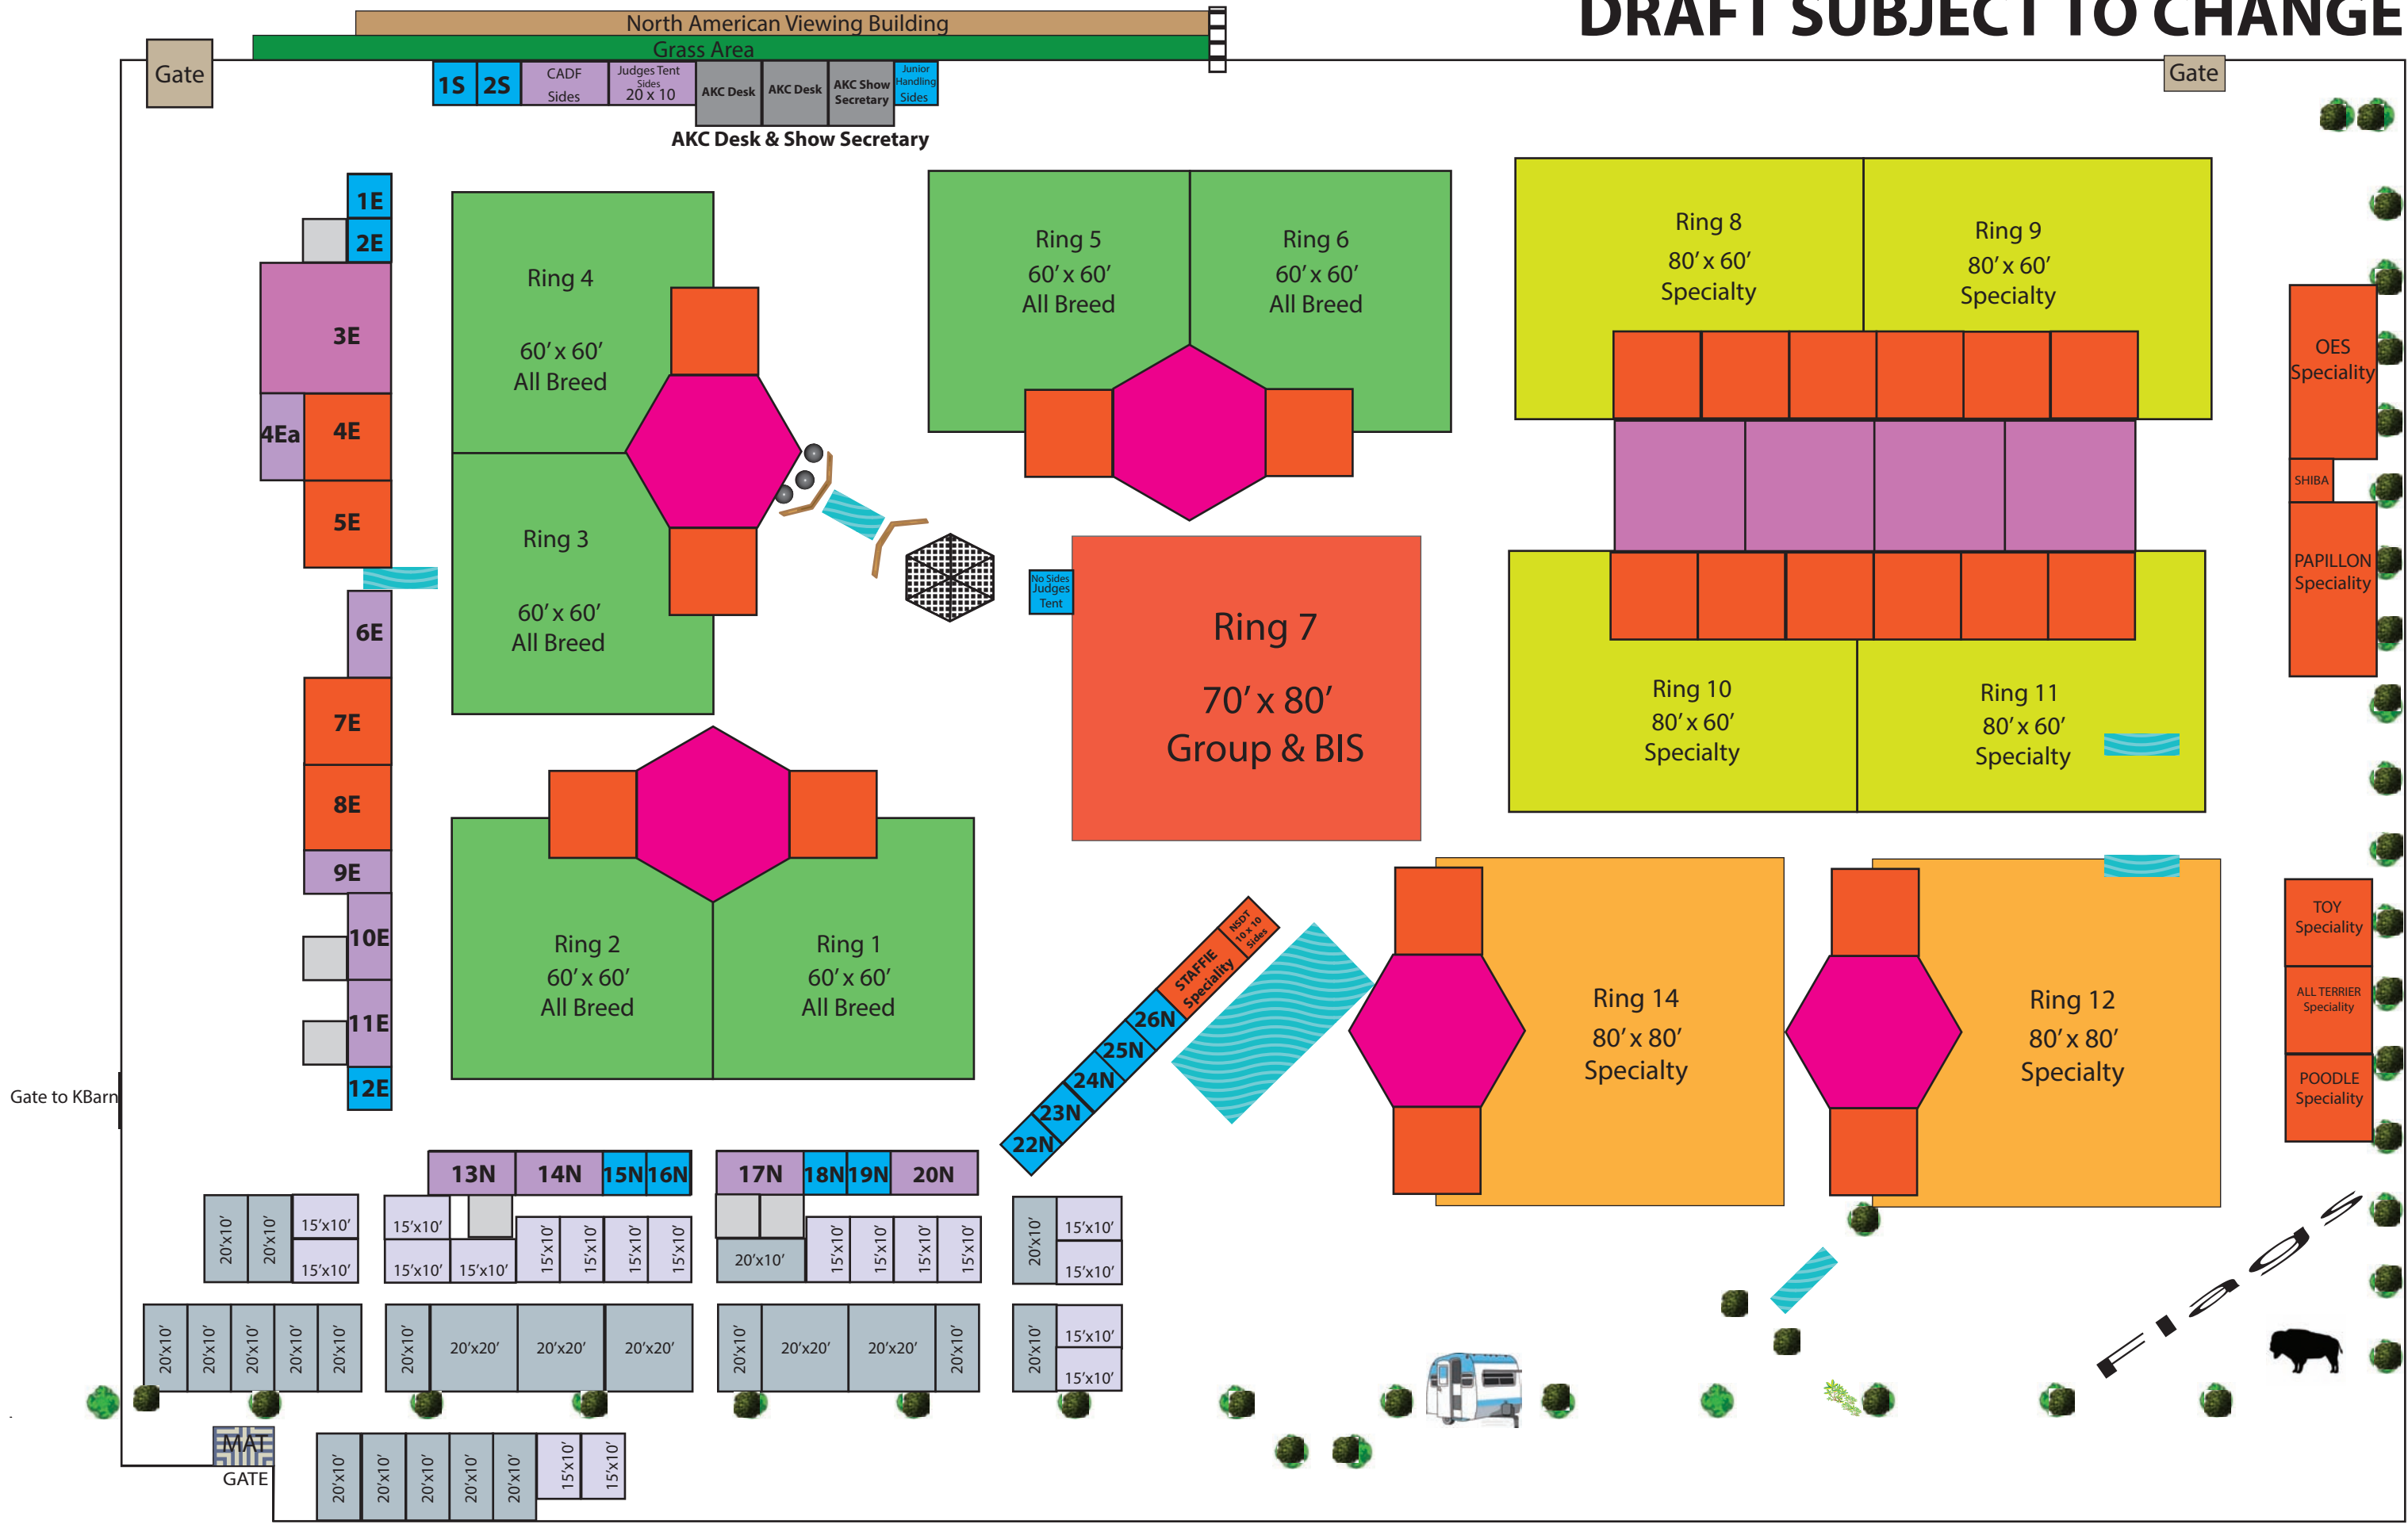 DRAFT SUBJECT TO CHANGE
North American Viewing Building
Grass Area
Gate
Gate
1S
2S
CADF
Sides
Judges Tent
Sides
20 x 10
AKC Desk
AKC Desk
AKC Show
Secretary
Junior
Handling
Sides
AKC Desk & Show Secretary
1E
2E
3E
4Ea
4E
5E
6E
7E
8E
9E
10E
11E
12E
Ring 4
60' x 60'
All Breed
Ring 3
60' x 60'
All Breed
Ring 5
60' x 60'
All Breed
Ring 6
60' x 60'
All Breed
Ring 8
80' x 60'
Specialty
Ring 9
80' x 60'
Specialty
OES
Speciality
SHIBA
PAPILLON
Speciality
No Sides
Judges
Tent
Ring 7
70' x 80'
Group & BIS
Ring 10
80' x 60'
Specialty
Ring 11
80' x 60'
Specialty
Ring 2
60' x 60'
All Breed
Ring 1
60' x 60'
All Breed
NSDT
10 x 10
Sides
STAFFIE
Speciality
26N
25N
24N
23N
22N
Ring 14
80' x 80'
Specialty
Ring 12
80' x 80'
Specialty
TOY
Speciality
ALL TERRIER
Speciality
POODLE
Speciality
Gate to KBarn
13N
14N
15N
16N
17N
18N
19N
20N
20'x10'
20'x10'
15'x10'
15'x10'
15'x10'
15'x10'
15'x10'
15'x10'
15'x10'
15'x10'
15'x10'
20'x10'
15'x10'
15'x10'
15'x10'
15'x10'
20'x10'
15'x10'
15'x10'
20'x10'
20'x10'
20'x10'
20'x10'
20'x10'
20'x10'
20'x20'
20'x20'
20'x20'
20'x10'
20'x20'
20'x20'
20'x10'
20'x10'
15'x10'
15'x10'
MAT
GATE
20'x10'
20'x10'
20'x10'
20'x10'
20'x10'
15'x10'
15'x10'